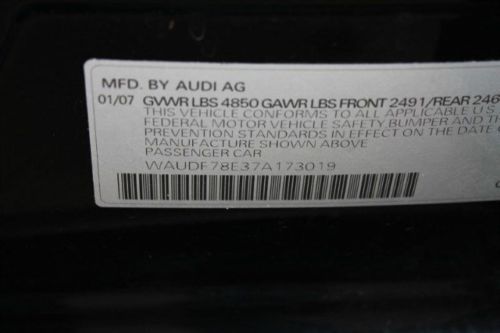 MFD. BY AUDI AG
01/07 GVWR LBS 4850 GAWR LBS FRONT 2491/REAR 246
THIS VEHICLE CONFORMS TO ALL APPLICABLE U
FEDERAL MOTOR VEHICLE SAFETY BUMPER AND TH
PREVENTION STANDARDS IN EFFECT ON THE DATE
MANUFACTURE SHOWN ABOVE
PASSENGER CAR
WAUDF78E37A173019